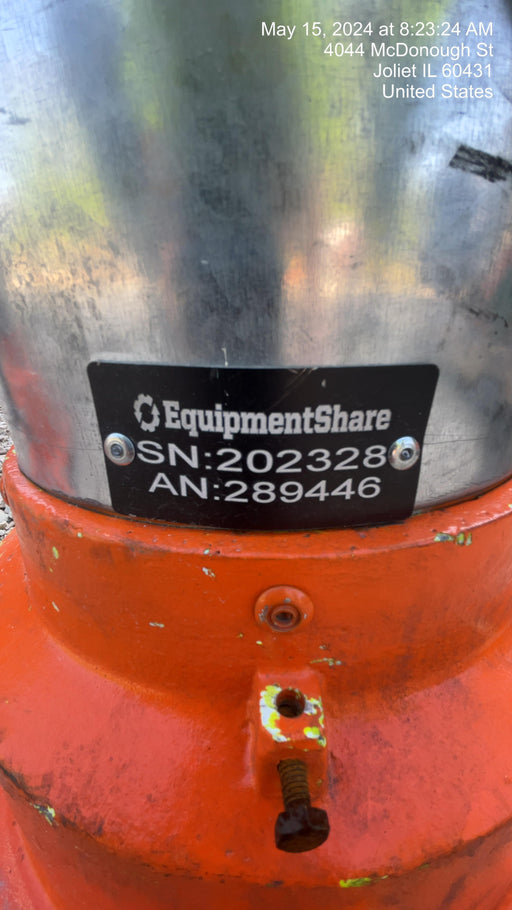 May 15, 2024 at 8:23:24 AM
4044 McDonough St
Joliet IL 60431
United States
EquipmentShare
SN:202328
AN:289446